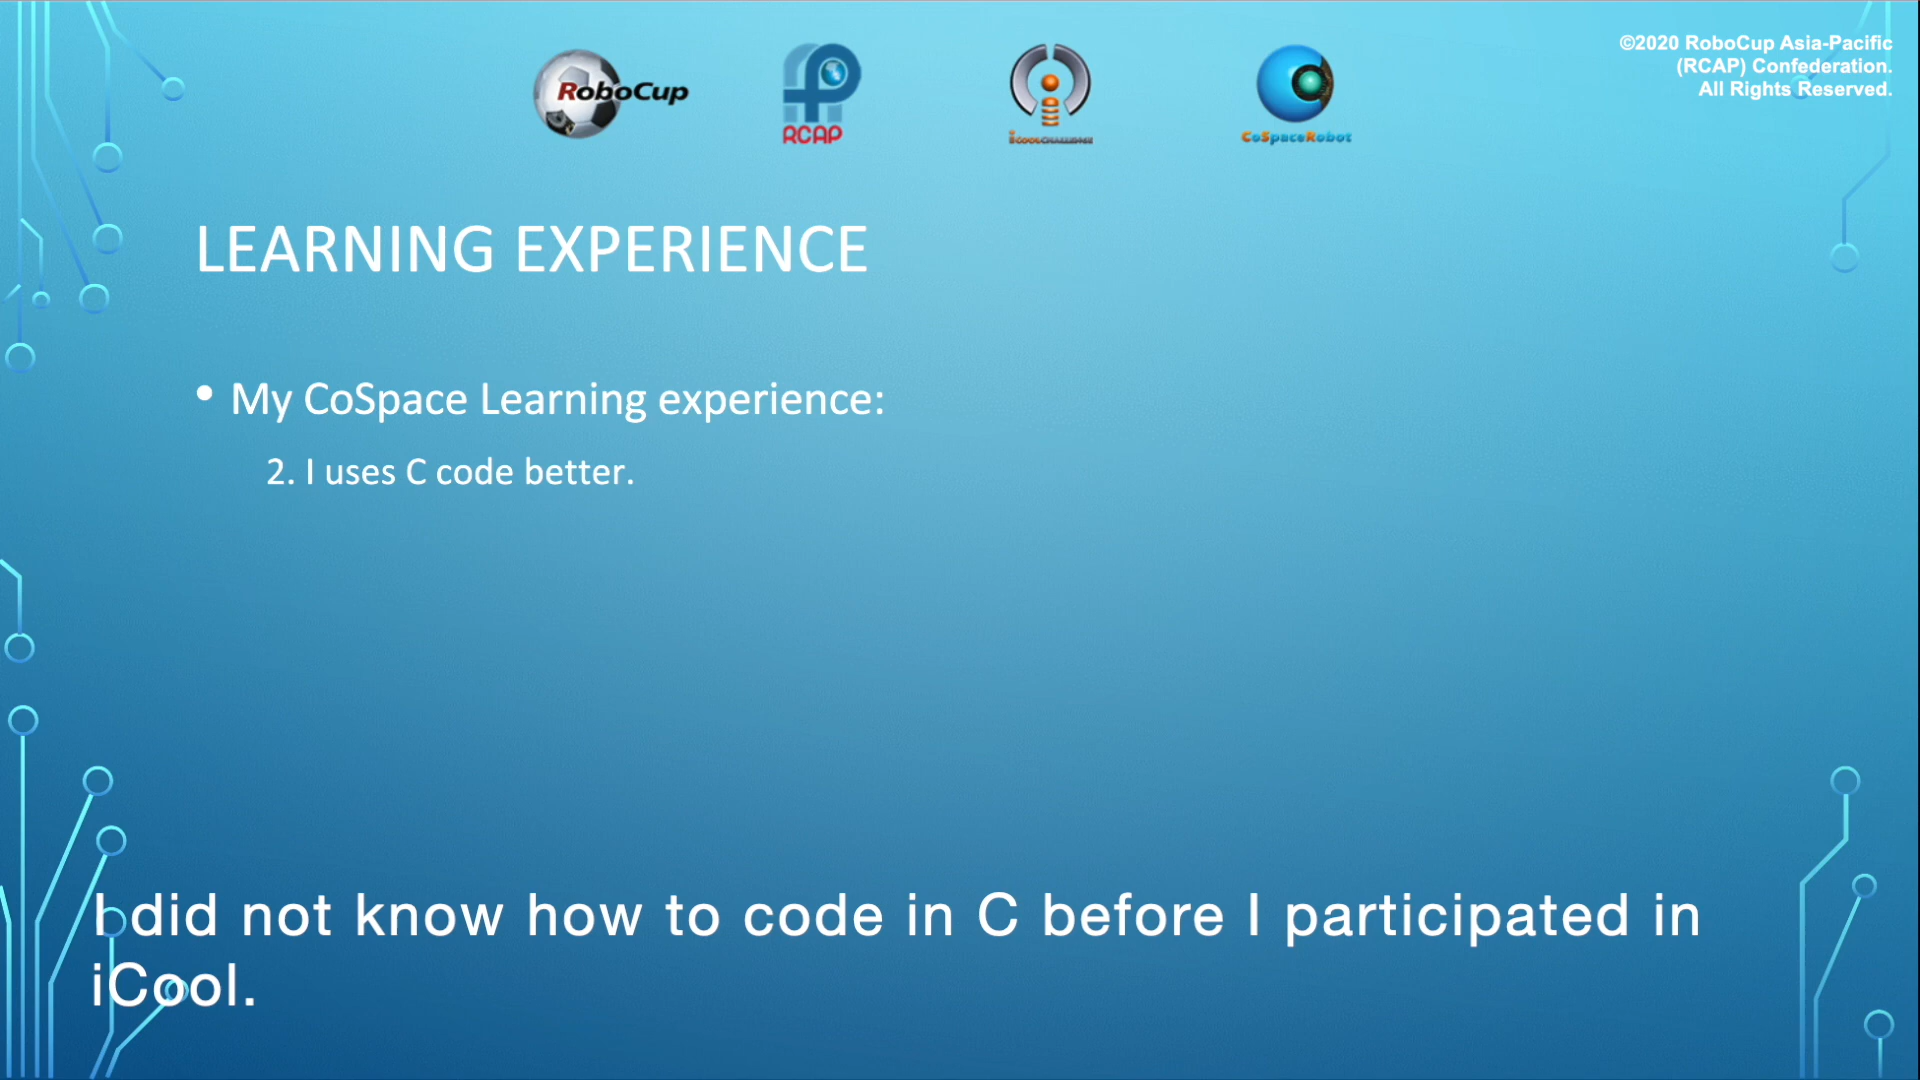 ©2020 RoboCup Asia-Pacific
(RCAP) Confederation.
All Rights Reserved.
RoboCup
RCAP
iCOOLCHALLENGE
CoSpaceRobot
LEARNING EXPERIENCE
• My CoSpace Learning experience:
2. I uses C code better.
I did not know how to code in C before I participated in
iCool.